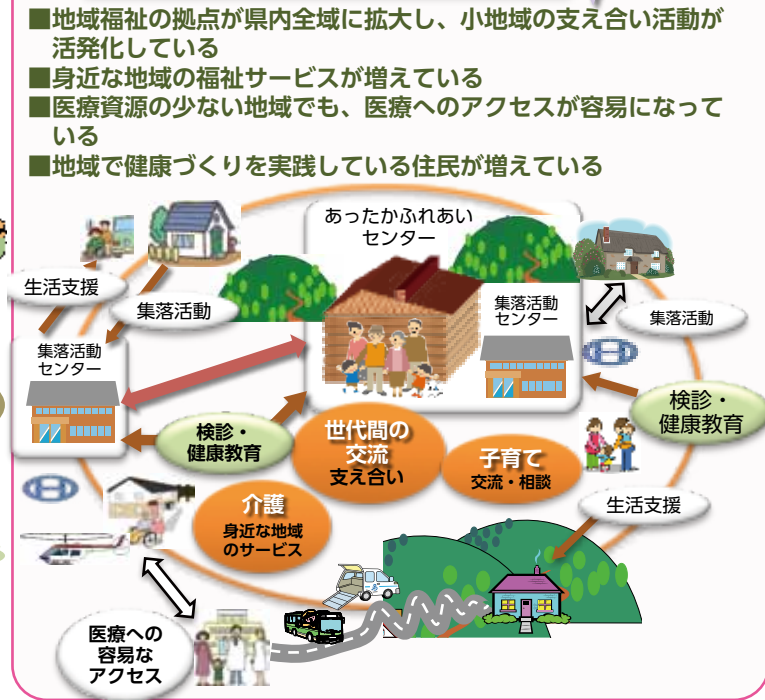 ■地域福祉の拠点が県内全域に拡大し、小地域の支え合い活動が
活発化している
■身近な地域の福祉サービスが増えている
■医療資源の少ない地域でも、医療へのアクセスが容易になって
いる
■地域で健康づくりを実践している住民が増えている
あったかふれあい
センター
生活支援
集落活動
集落活動
センター
集落活動
集落活動
センター
検診・
健康教育
検診・
健康教育
世代間の
交流
支え合い
子育て
交流・相談
介護
身近な地域
のサービス
生活支援
医療への
容易な
アクセス